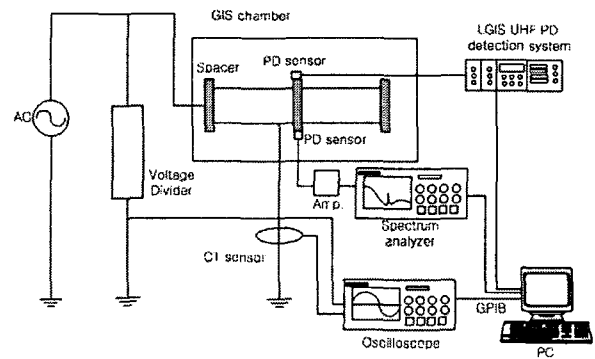 GIS chamber
LGIS UHF PD
detection system
PD sensor
Spacer
AC
PD sensor
Voltage
Divider
Amp.
Spectrum
analyzer
CT sensor
GPIB
Oscilloscope
PC